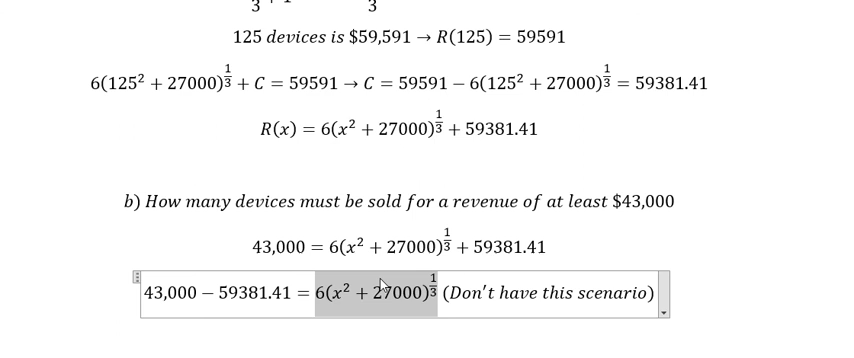 3 + 1 3
125 devices is $59,591 → R(125) = 59591
6(125² + 27000)^(1/3) + C = 59591 → C = 59591 − 6(125² + 27000)^(1/3) = 59381.41
R(x) = 6(x² + 27000)^(1/3) + 59381.41
b) How many devices must be sold for a revenue of at least $43,000
43,000 = 6(x² + 27000)^(1/3) + 59381.41
43,000 − 59381.41 = 6(x² + 27000)^(1/3) (Don't have this scenario)